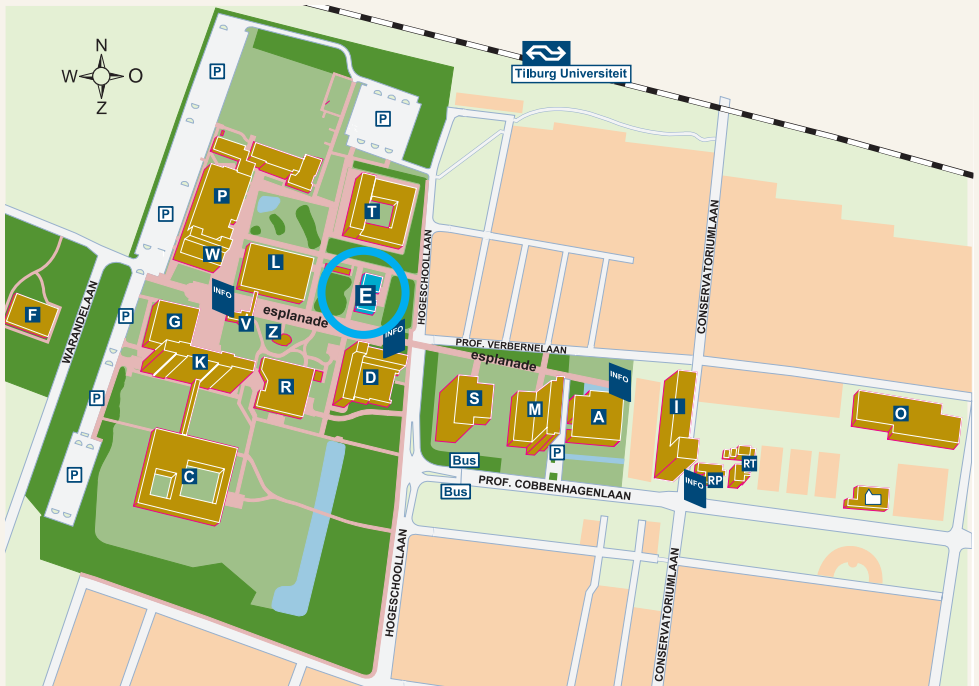 N
W
O
Z
Tilburg Universiteit
P
P
P
P
T
P
W
L
E
INFO
esplanade
V
Z
INFO
F
WARANDELAAN
P
G
K
R
D
P
P
C
HOGESCHOOLLAAN
HOGESCHOOLLAAN
PROF. VERBERNELAAN
esplanade
INFO
CONSERVATORIUMLAAN
S
M
A
I
O
P
Bus
Bus
PROF. COBBENHAGENLAAN
INFO
RP
RT
CONSERVATORIUMLAAN